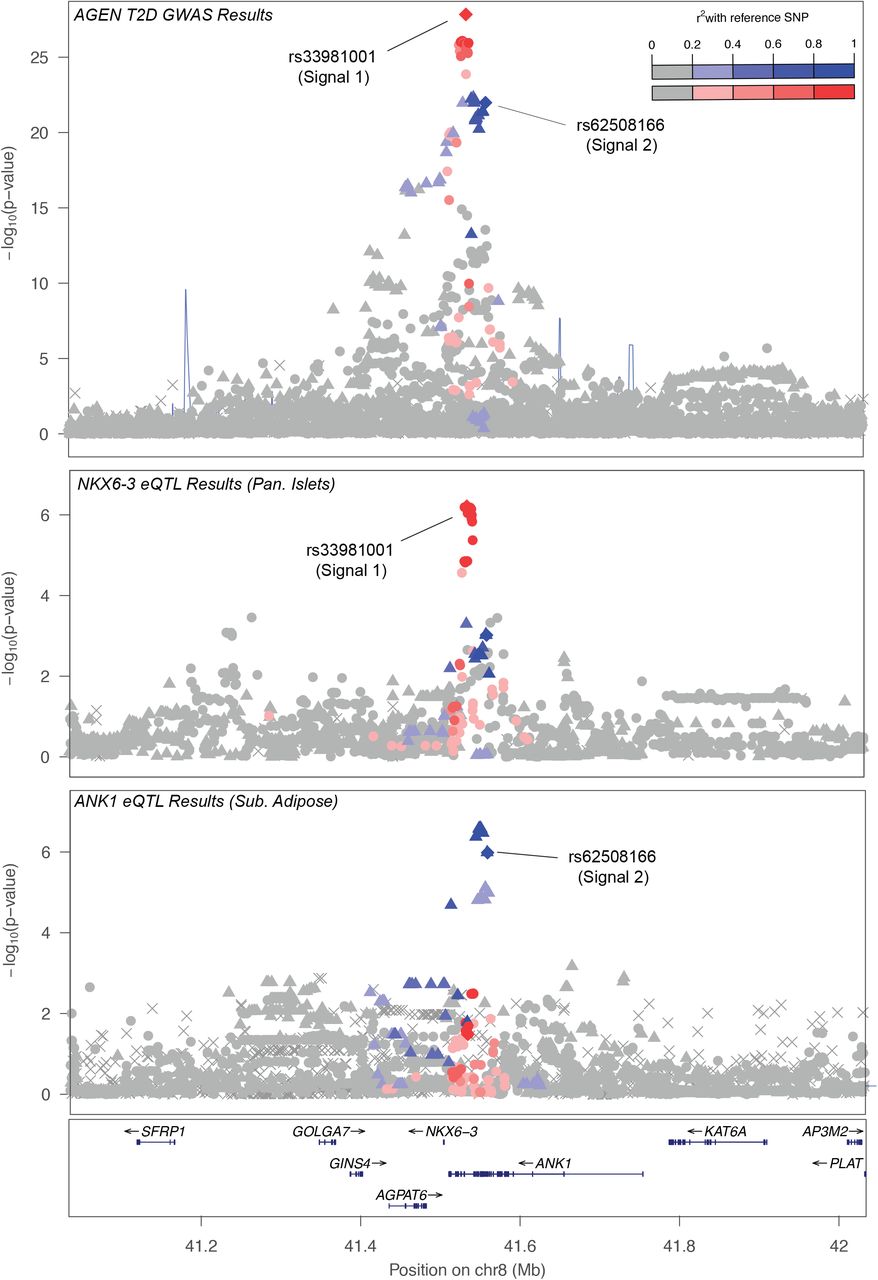 AGEN T2D GWAS Results
r2with reference SNP
0 0.2 0.4 0.6 0.8 1
rs33981001
(Signal 1)
rs62508166
(Signal 2)
25
20
15
10
5
0
−log10(p−value)
NKX6-3 eQTL Results (Pan. Islets)
rs33981001
(Signal 1)
6
4
2
0
−log10(p−value)
ANK1 eQTL Results (Sub. Adipose)
rs62508166
(Signal 2)
6
4
2
0
−log10(p−value)
←SFRP1 GOLGA7→ ←NKX6−3 ←KAT6A AP3M2→
GINS4→ ←ANK1 ←PLAT
AGPAT6→
41.2 41.4 41.6 41.8 42
Position on chr8 (Mb)